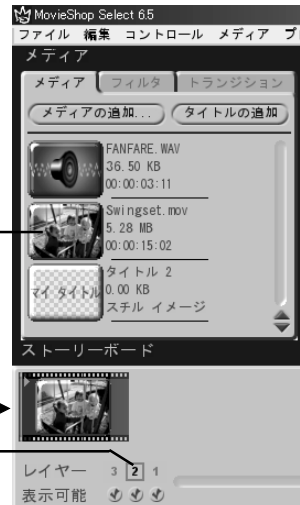 MovieShop Select 6.5
ファイル 編集 コントロール メディア プ
メディア
メディア フィルタ トランジション
メディアの追加... タイトルの追加
FANFARE.WAV
36.50 KB
00:00:03:11
Swingset.mov
5.28 MB
00:00:15:02
マイ タイトル
タイトル 2
0.00 KB
スチル イメージ
ストーリーボード
レイヤー 3 2 1
表示可能